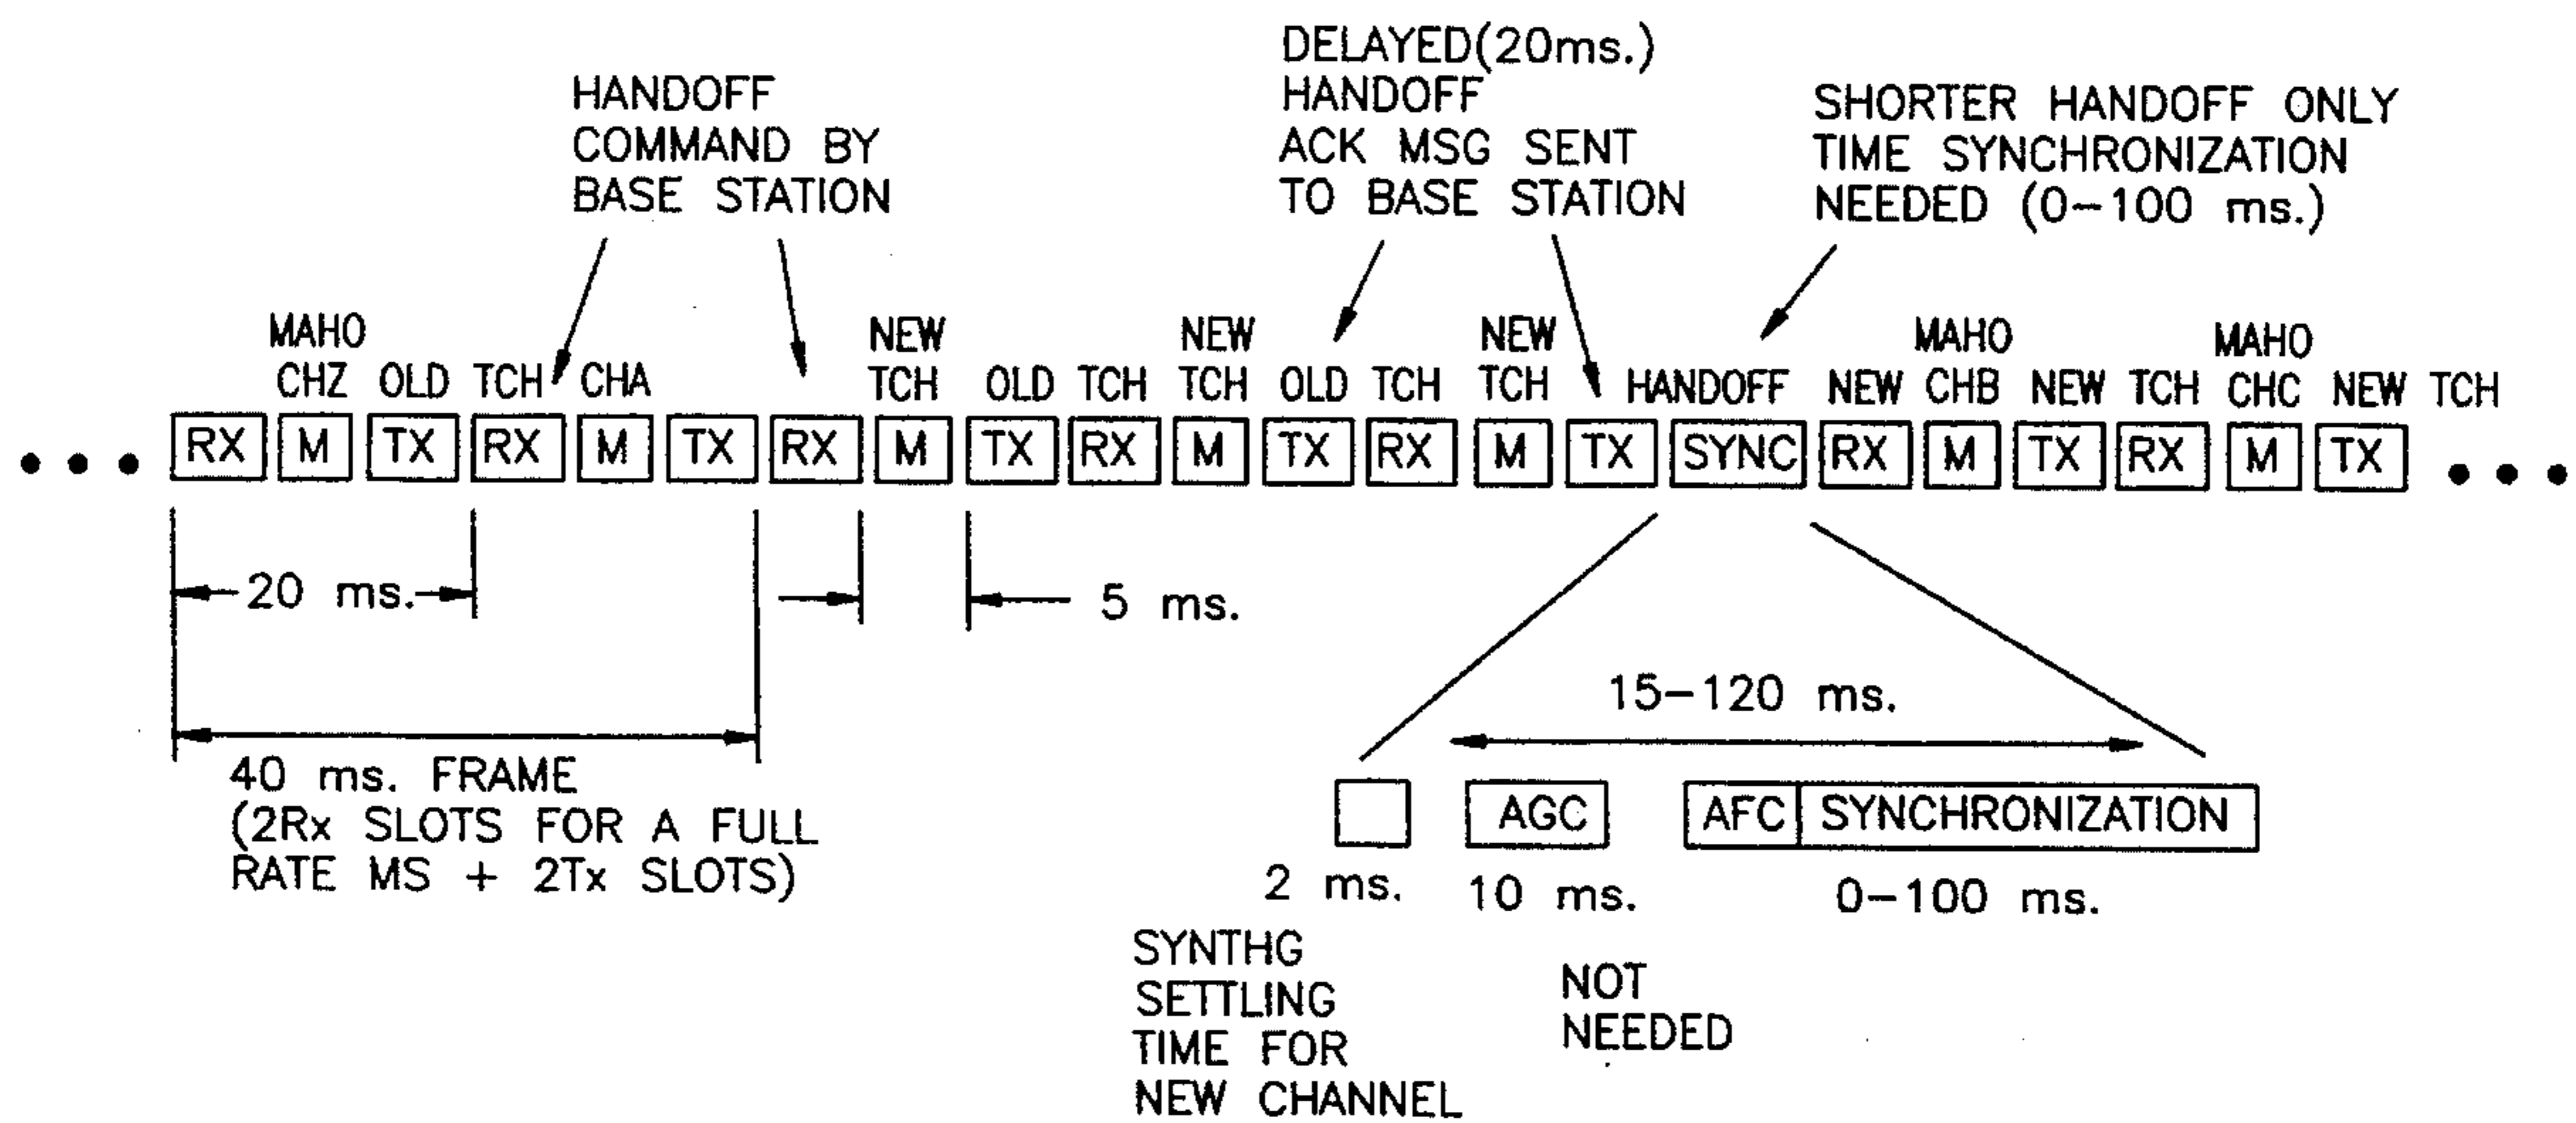 HANDOFF
COMMAND BY
BASE STATION
DELAYED(20ms.)
HANDOFF
ACK MSG SENT
TO BASE STATION
SHORTER HANDOFF ONLY
TIME SYNCHRONIZATION
NEEDED (0-100 ms.)
MAHO NEW NEW NEW MAHO MAHO
CHZ OLD TCH CHA TCH OLD TCH TCH OLD TCH TCH HANDOFF NEW CHB NEW TCH CHC NEW TCH
RX M TX RX M TX RX M TX RX M TX RX M TX SYNC RX M TX RX M TX
20 ms.
5 ms.
40 ms. FRAME
(2Rx SLOTS FOR A FULL
RATE MS + 2Tx SLOTS)
15-120 ms.
AGC AFC SYNCHRONIZATION
2 ms. 10 ms. 0-100 ms.
SYNTHG
SETTLING
TIME FOR
NEW CHANNEL
NOT
NEEDED